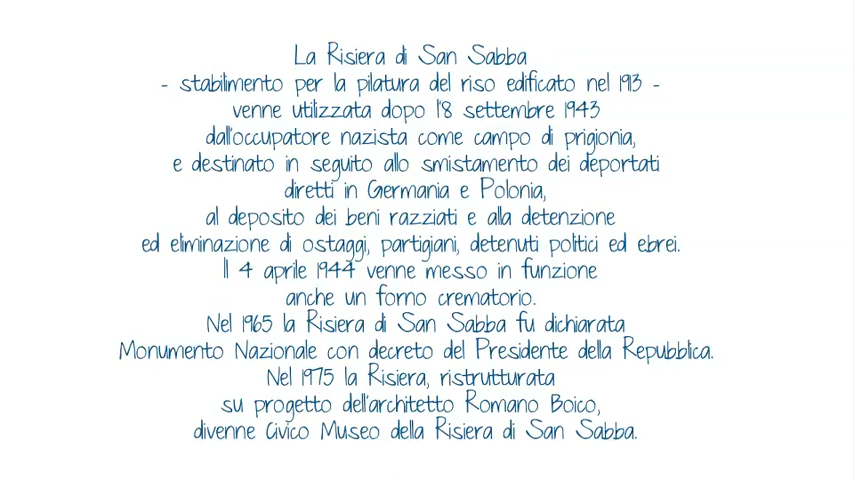 La Risiera di San Sabba
- stabilimento per la pilatura del riso edificato nel 1913 -
venne utilizzata dopo l'8 settembre 1943
dall'occupatore nazista come campo di prigionia,
e destinato in seguito allo smistamento dei deportati
diretti in Germania e Polonia,
al deposito dei beni razziati e alla detenzione
ed eliminazione di ostaggi, partigiani, detenuti politici ed ebrei.
Il 4 aprile 1944 venne messo in funzione
anche un forno crematorio.
Nel 1965 la Risiera di San Sabba fu dichiarata
Monumento Nazionale con decreto del Presidente della Repubblica.
Nel 1975 la Risiera, ristrutturata
su progetto dell'architetto Romano Boico,
divenne Civico Museo della Risiera di San Sabba.